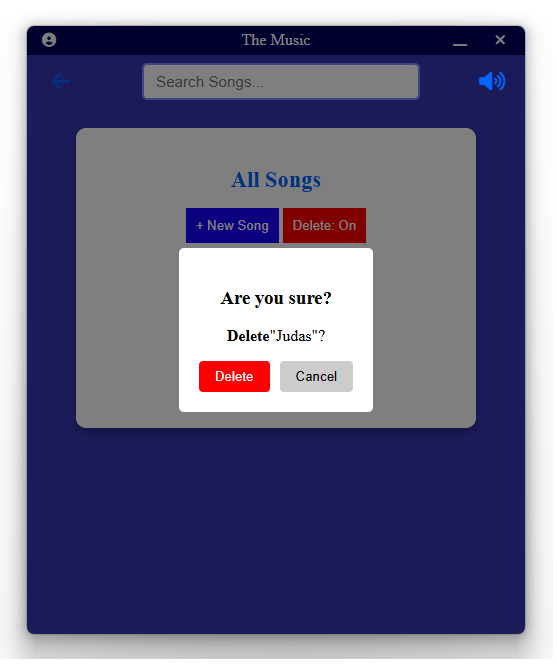 The Music
Search Songs...
All Songs
+ New Song Delete: On
Are you sure?
Delete"Judas"?
Delete Cancel